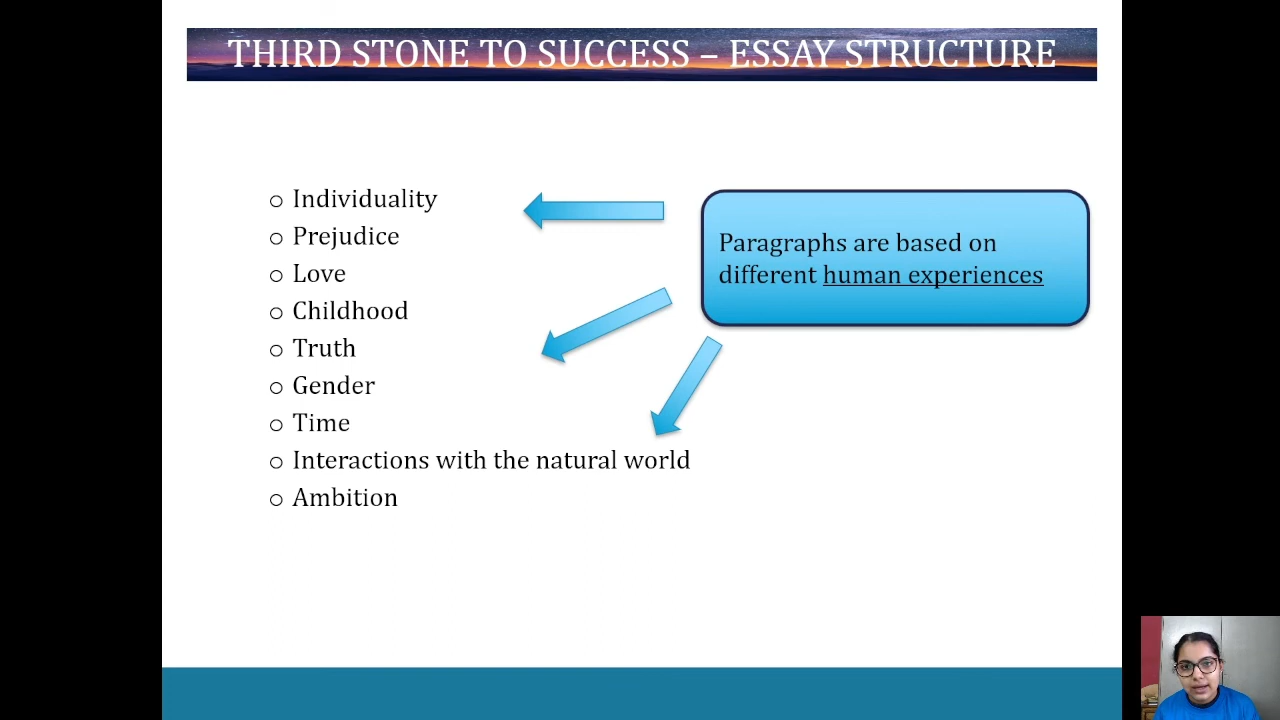 THIRD STONE TO SUCCESS – ESSAY STRUCTURE
Individuality
Prejudice
Love
Childhood
Truth
Gender
Time
Interactions with the natural world
Ambition
Paragraphs are based on
different human experiences